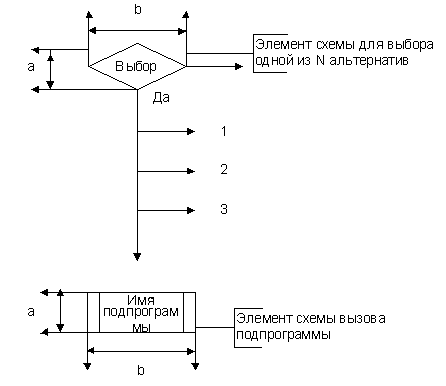 b
Элемент схемы для выбора
одной из N альтернатив
a
Выбор
Да
1
2
3
Имя
подпрограм
мы
a
Элемент схемы вызова
подпрограммы
b